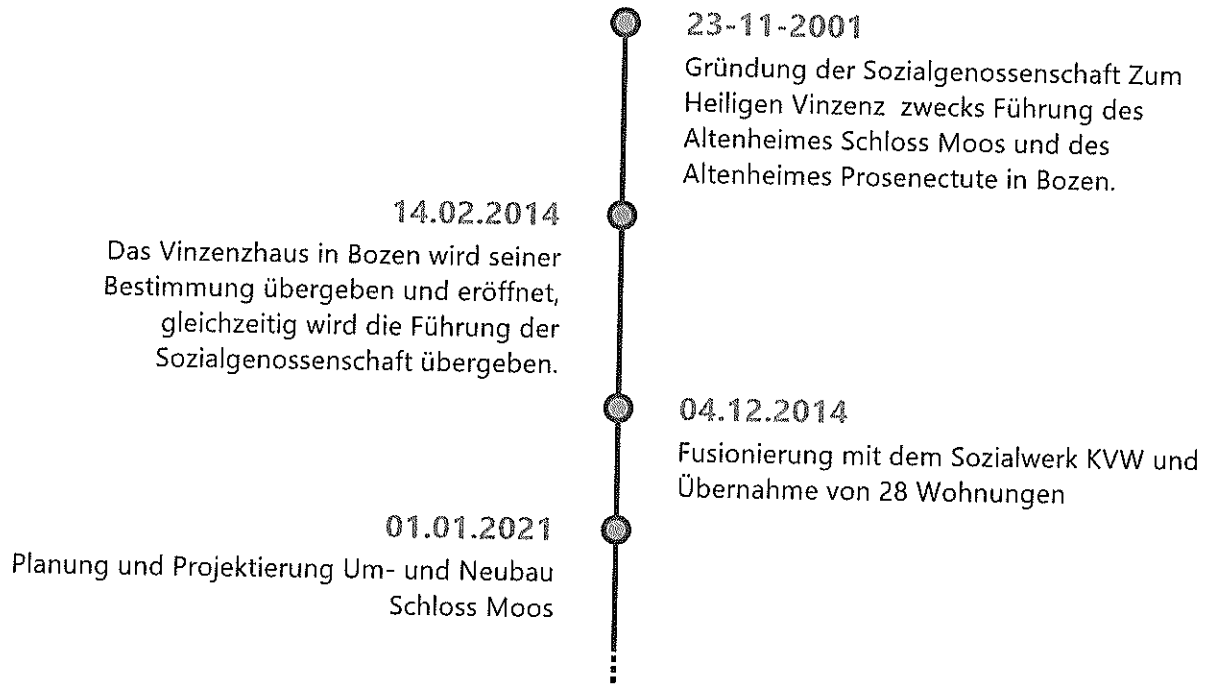 23-11-2001
Gründung der Sozialgenossenschaft Zum
Heiligen Vinzenz zwecks Führung des
Altenheimes Schloss Moos und des
Altenheimes Prosenectute in Bozen.
14.02.2014
Das Vinzenzhaus in Bozen wird seiner
Bestimmung übergeben und eröffnet,
gleichzeitig wird die Führung der
Sozialgenossenschaft übergeben.
04.12.2014
Fusionierung mit dem Sozialwerk KVW und
Übernahme von 28 Wohnungen
01.01.2021
Planung und Projektierung Um- und Neubau
Schloss Moos